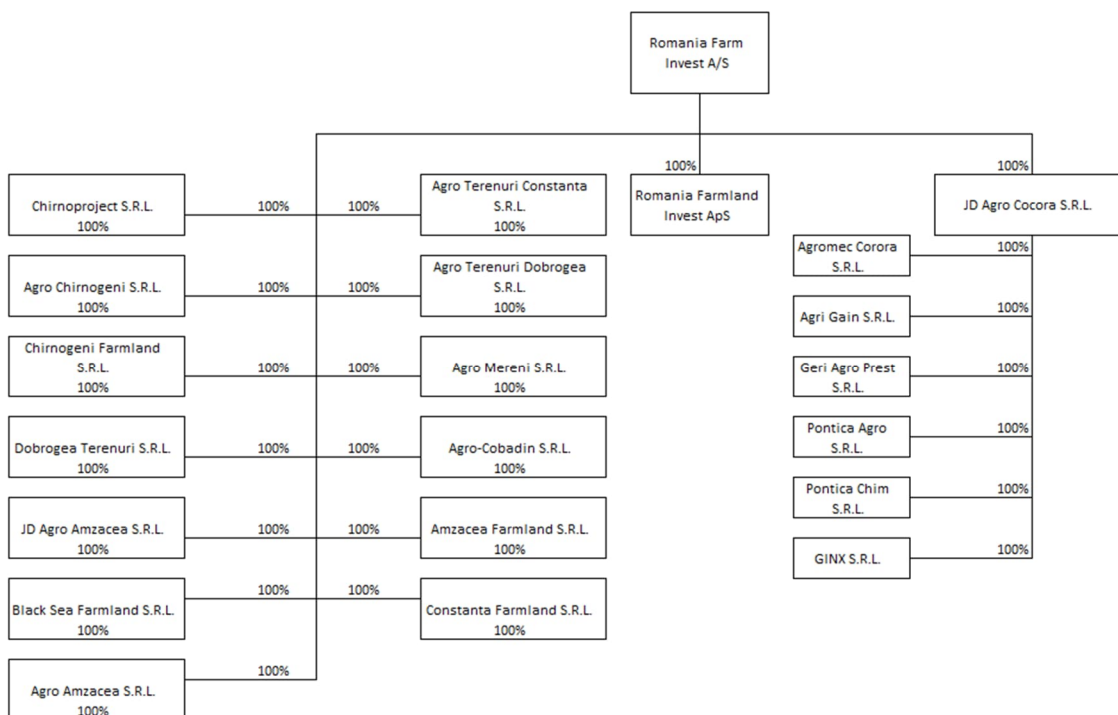 Romania Farm
Invest A/S
100%
100%
Chirnoproject S.R.L.
100%
100%
100%
Agro Terenuri Constanta
S.R.L.
100%
Romania Farmland
Invest ApS
JD Agro Cocora S.R.L.
Agro Chirnogeni S.R.L.
100%
100%
100%
Agro Terenuri Dobrogea
S.R.L.
100%
Agromec Corora
S.R.L.
100%
Agri Gain S.R.L.
100%
Chirnogeni Farmland
S.R.L.
100%
100%
100%
Agro Mereni S.R.L.
100%
Geri Agro Prest
S.R.L.
100%
Dobrogea Terenuri S.R.L.
100%
100%
100%
Agro-Cobadin S.R.L.
100%
Pontica Agro
S.R.L.
100%
Pontica Chim
S.R.L.
100%
JD Agro Amzacea S.R.L.
100%
100%
100%
Amzacea Farmland S.R.L.
100%
GINX S.R.L.
100%
Black Sea Farmland S.R.L.
100%
100%
100%
Constanta Farmland S.R.L.
100%
Agro Amzacea S.R.L.
100%
100%